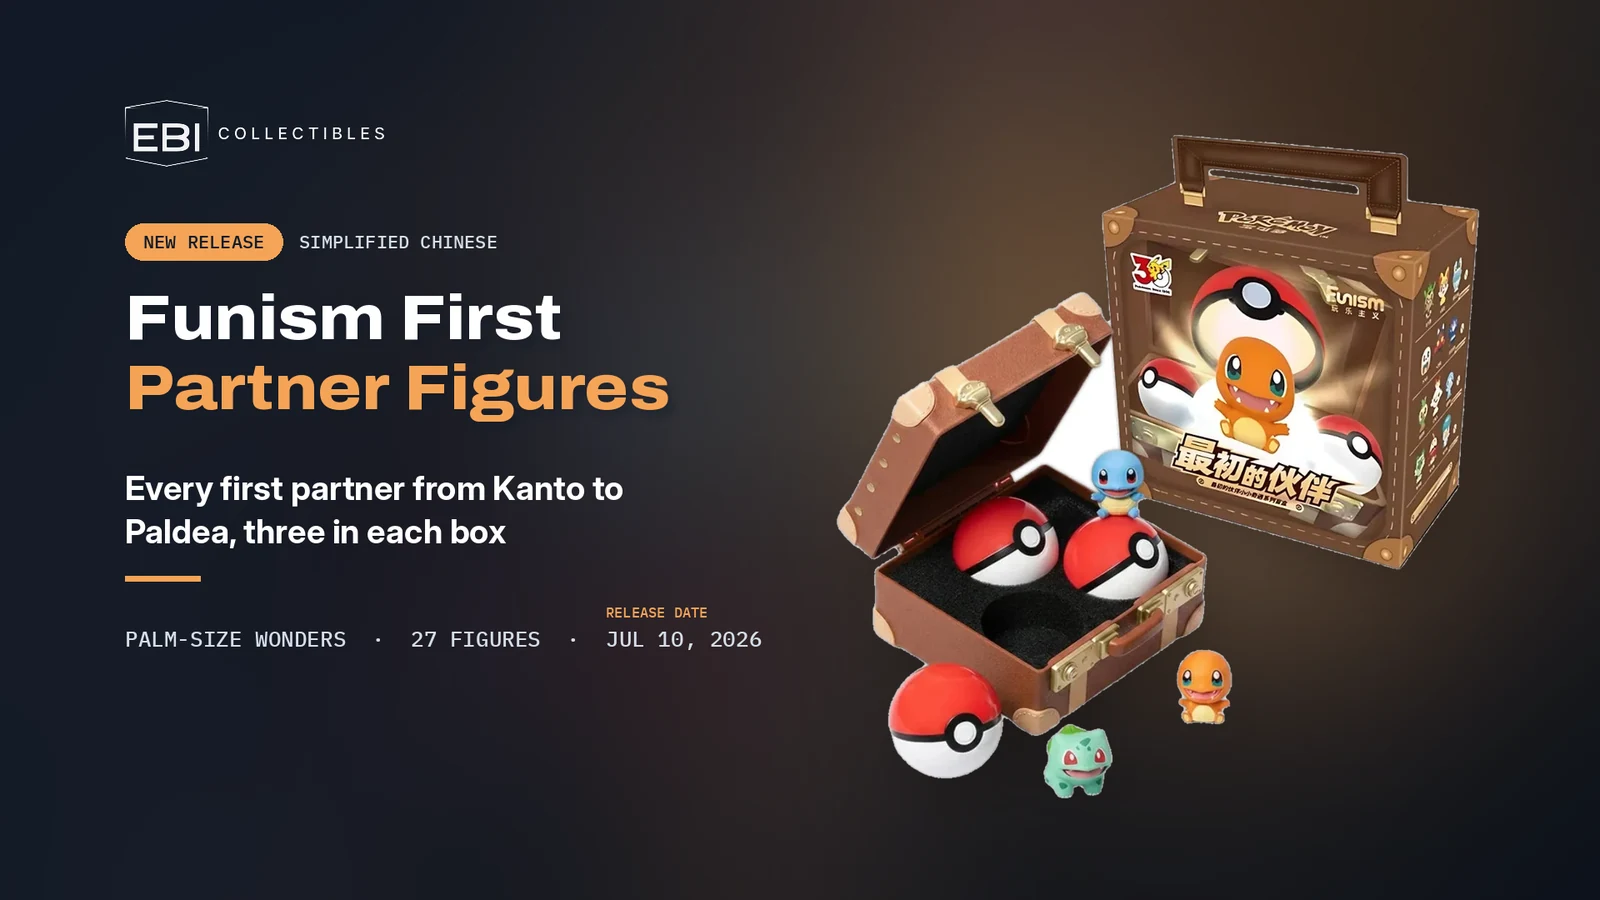 EBI COLLECTIBLES
NEW RELEASE SIMPLIFIED CHINESE
Funism First
Partner Figures
Every first partner from Kanto to
Paldea, three in each box
RELEASE DATE
PALM-SIZE WONDERS · 27 FIGURES · JUL 10, 2026
POKÉMON
30
Funism
玩乐主义
最初的伙伴